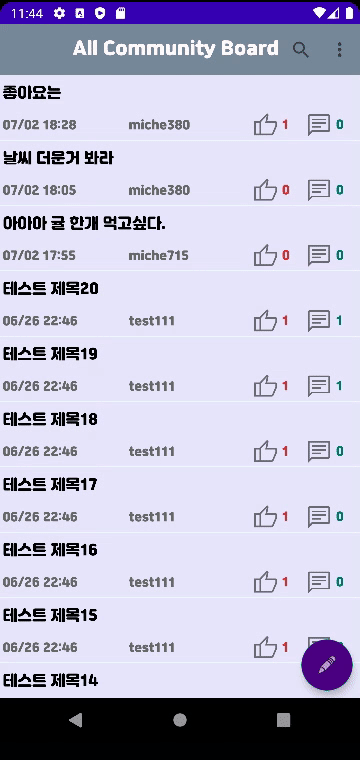 11:44
All Community Board
좋아요는
07/02 18:28 miche380 1 0
날씨 더운거 봐라
07/02 18:05 miche380 0 0
아아아 귤 한개 먹고싶다.
07/02 17:55 miche715 0 0
테스트 제목20
06/26 22:46 test111 1 1
테스트 제목19
06/26 22:46 test111 1 1
테스트 제목18
06/26 22:46 test111 1 0
테스트 제목17
06/26 22:46 test111 1 0
테스트 제목16
06/26 22:46 test111 1 0
테스트 제목15
06/26 22:46 test111 1 0
테스트 제목14